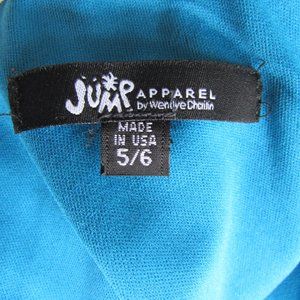 JUMP APPAREL
by Wendye Chaitin
MADE
IN USA
5/6